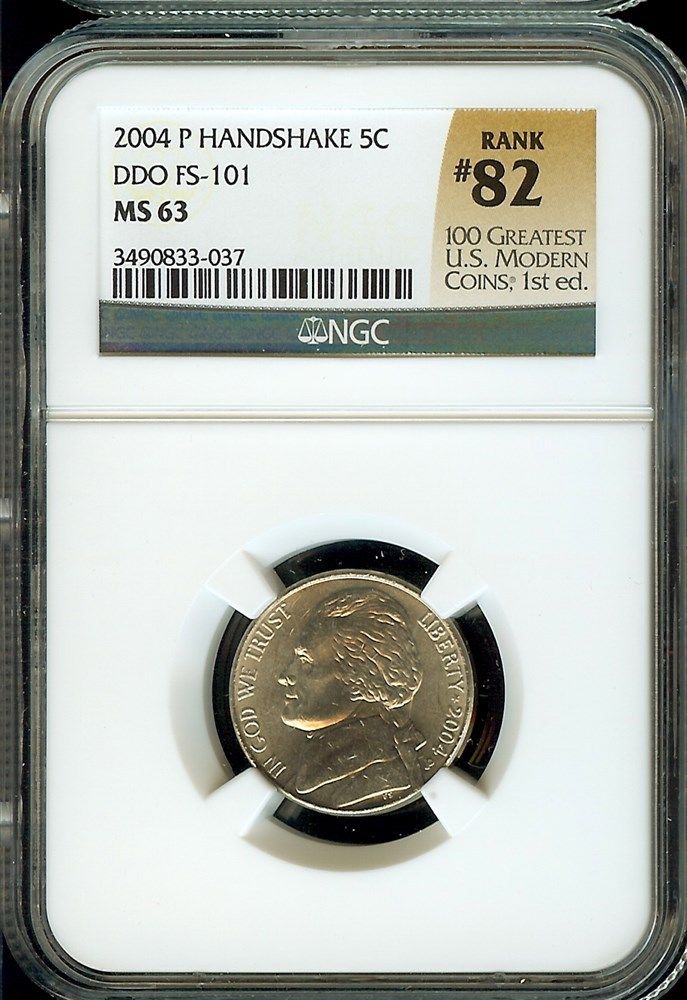 2004 P HANDSHAKE 5C
DDO FS-101
MS 63
3490833-037
RANK
#82
100 GREATEST
U.S. MODERN
COINS, 1st ed.
NGC
IN GOD WE TRUST
LIBERTY * 2004
P